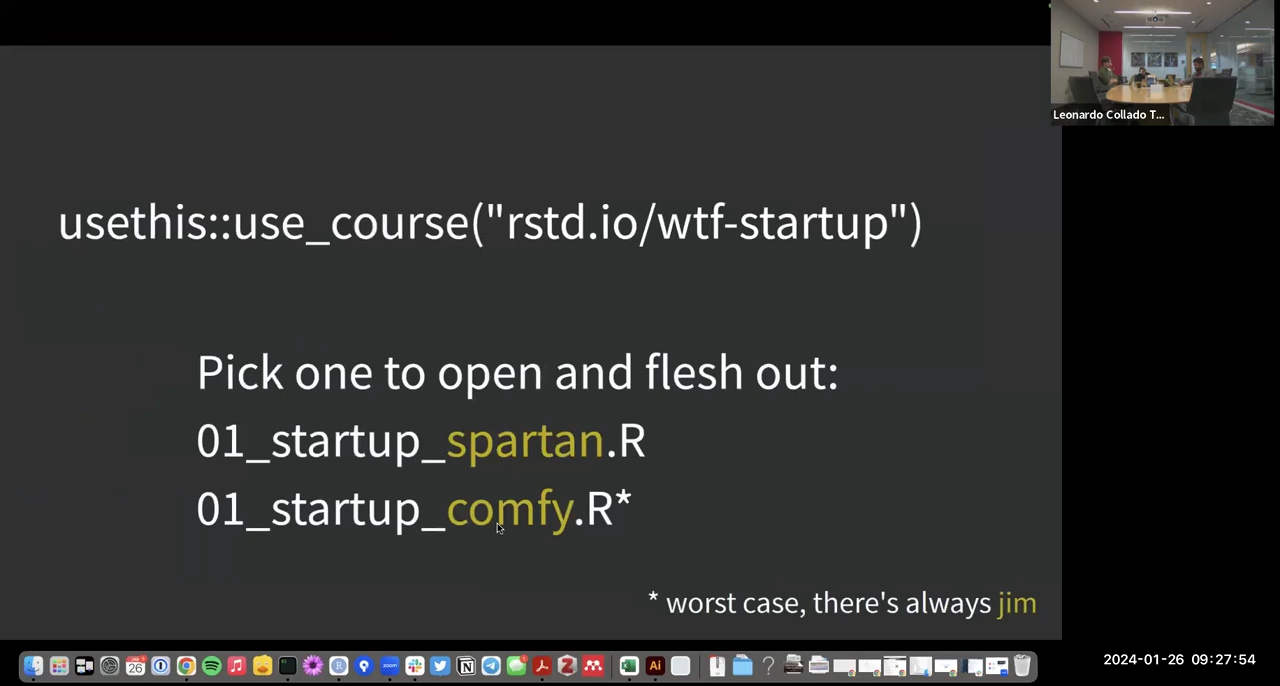 Leonardo Collado T...
usethis::use_course("rstd.io/wtf-startup")
Pick one to open and flesh out:
01_startup_spartan.R
01_startup_comfy.R*
* worst case, there's always jim
2024-01-26 09:27:54